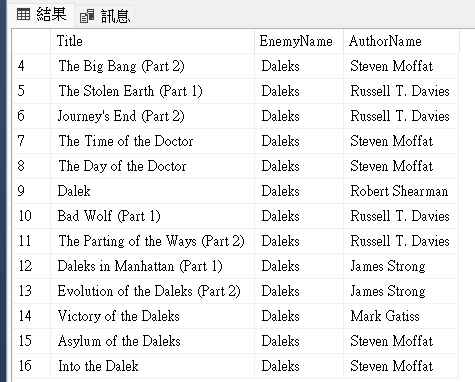 結果 訊息
Title EnemyName AuthorName
4 The Big Bang (Part 2) Daleks Steven Moffat
5 The Stolen Earth (Part 1) Daleks Russell T. Davies
6 Journey's End (Part 2) Daleks Russell T. Davies
7 The Time of the Doctor Daleks Steven Moffat
8 The Day of the Doctor Daleks Steven Moffat
9 Dalek Daleks Robert Shearman
10 Bad Wolf (Part 1) Daleks Russell T. Davies
11 The Parting of the Ways (Part 2) Daleks Russell T. Davies
12 Daleks in Manhattan (Part 1) Daleks James Strong
13 Evolution of the Daleks (Part 2) Daleks James Strong
14 Victory of the Daleks Daleks Mark Gatiss
15 Asylum of the Daleks Daleks Steven Moffat
16 Into the Dalek Daleks Steven Moffat